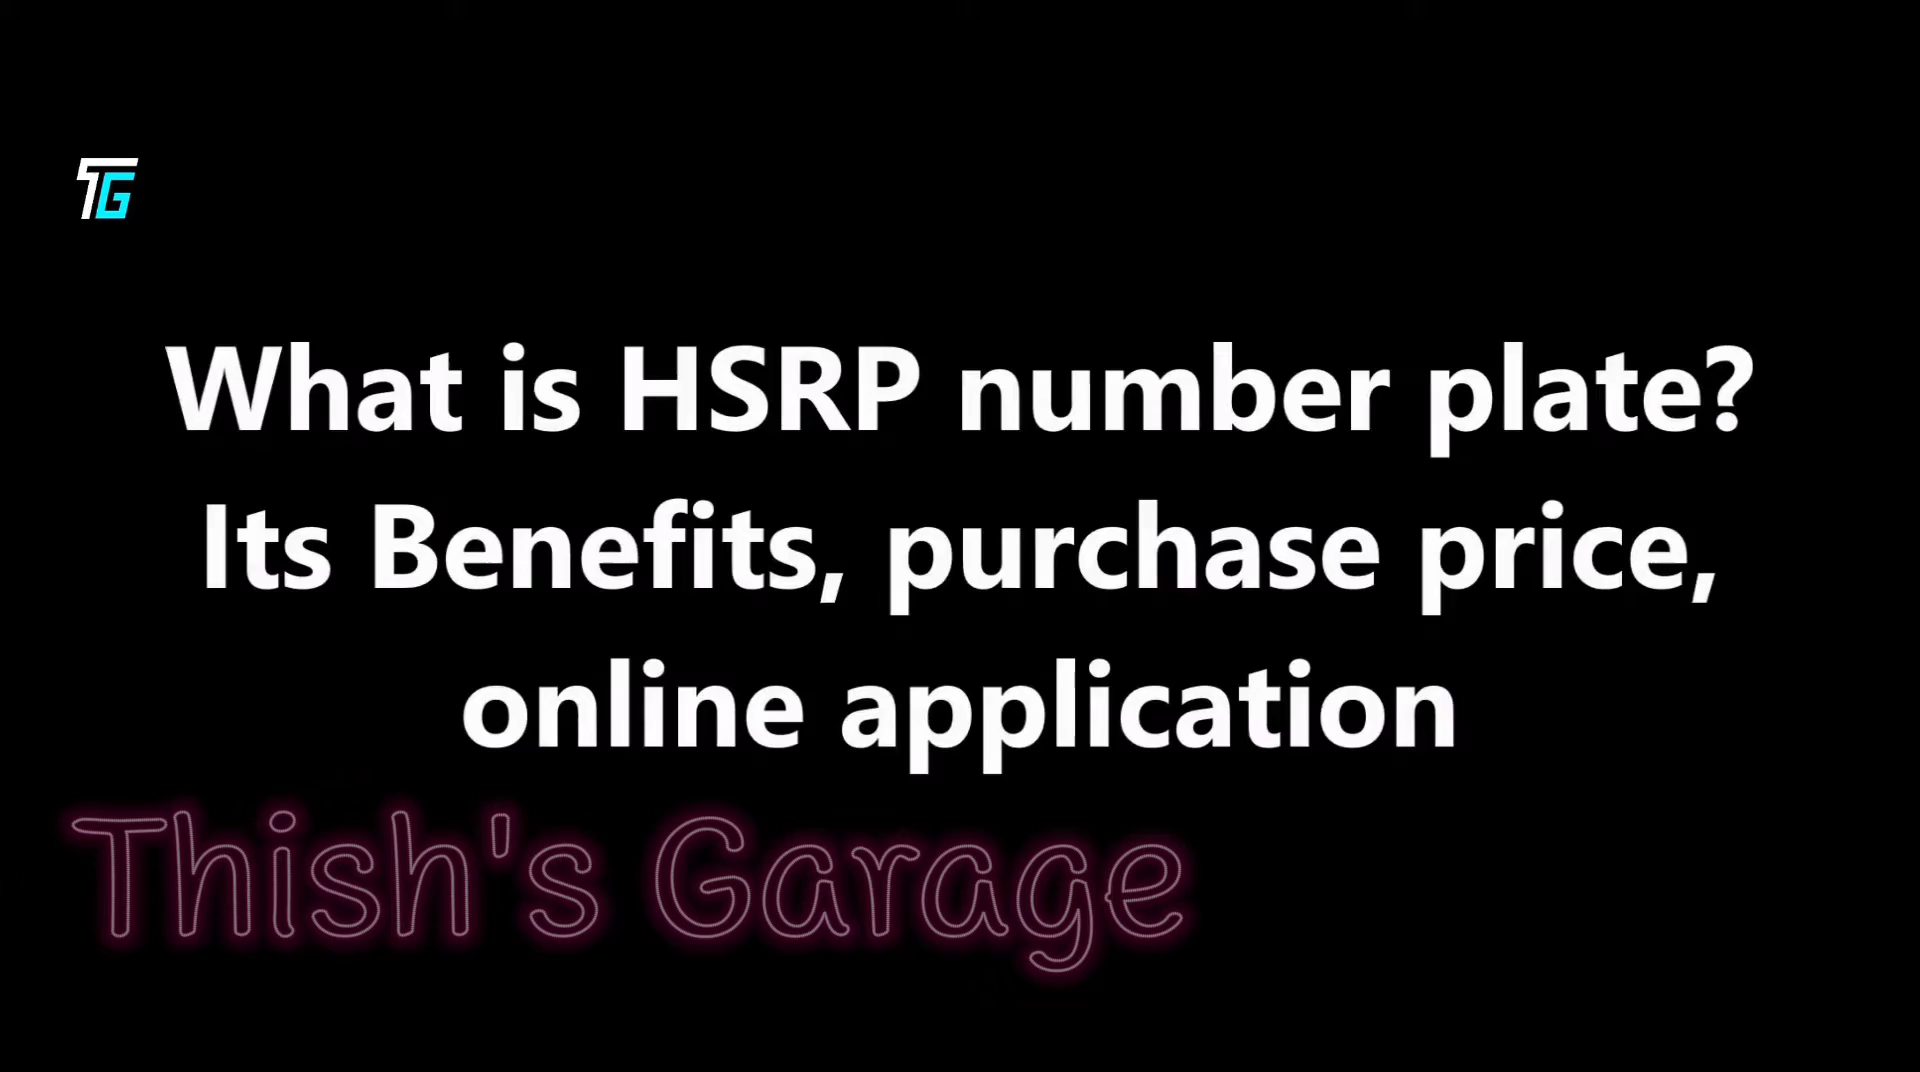 TG
What is HSRP number plate?
Its Benefits, purchase price,
online application
Thish's Garage